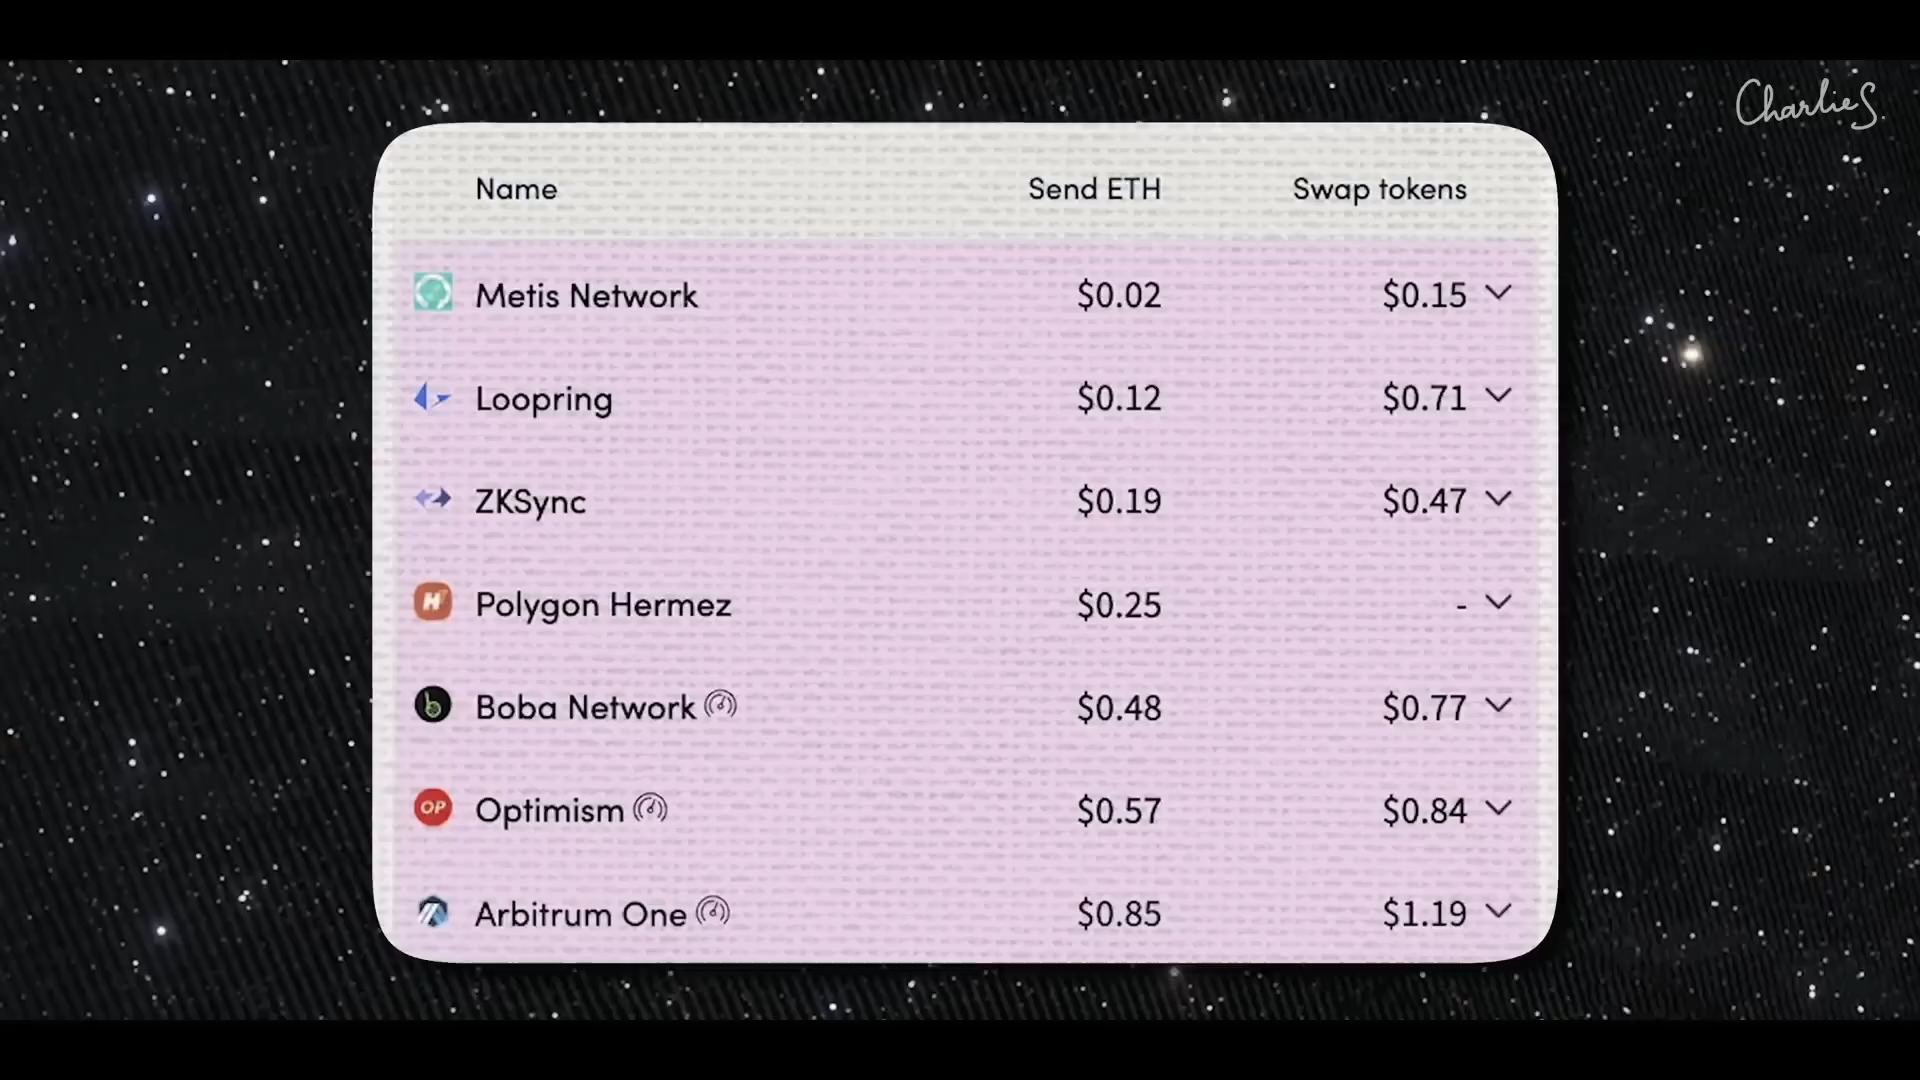 CharlieS.
Name Send ETH Swap tokens
Metis Network $0.02 $0.15
Loopring $0.12 $0.71
ZKSync $0.19 $0.47
H Polygon Hermez $0.25 -
b Boba Network $0.48 $0.77
OP Optimism $0.57 $0.84
Arbitrum One $0.85 $1.19